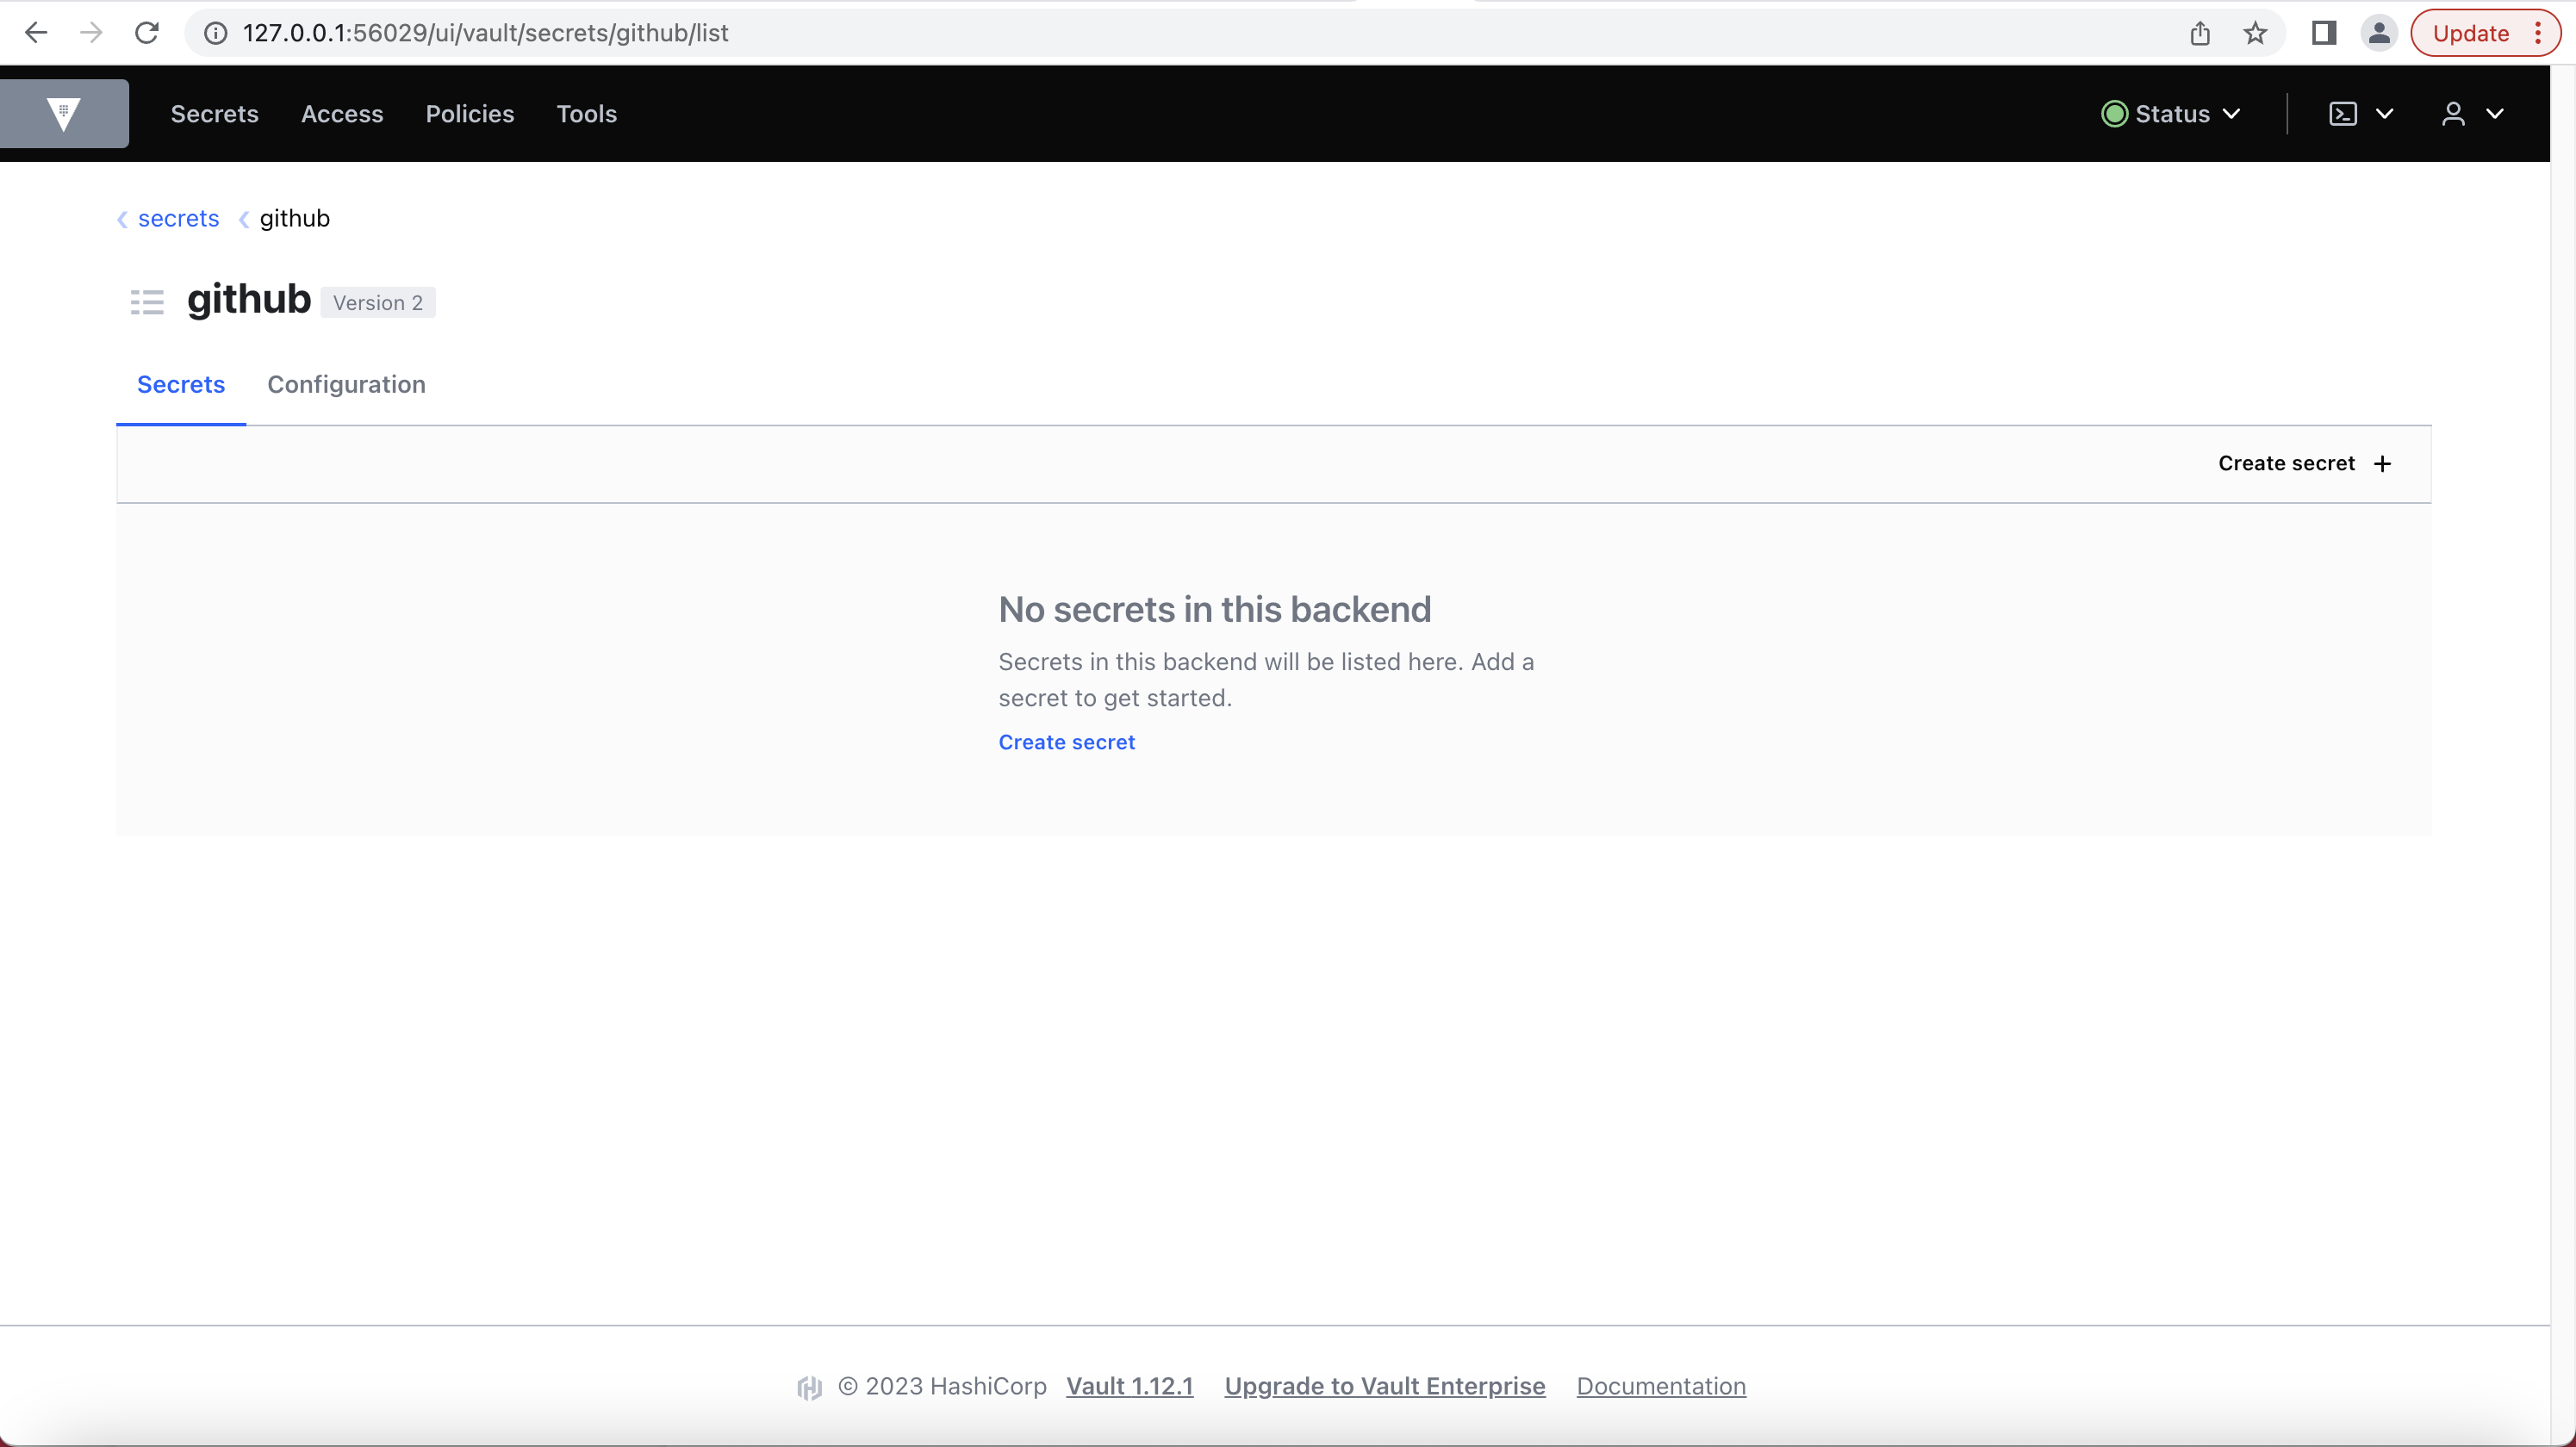 127.0.0.1:56029/ui/vault/secrets/github/list
Update
Secrets Access Policies Tools
Status
secrets github
github Version 2
Secrets Configuration
Create secret +
No secrets in this backend
Secrets in this backend will be listed here. Add a
secret to get started.
Create secret
© 2023 HashiCorp Vault 1.12.1 Upgrade to Vault Enterprise Documentation